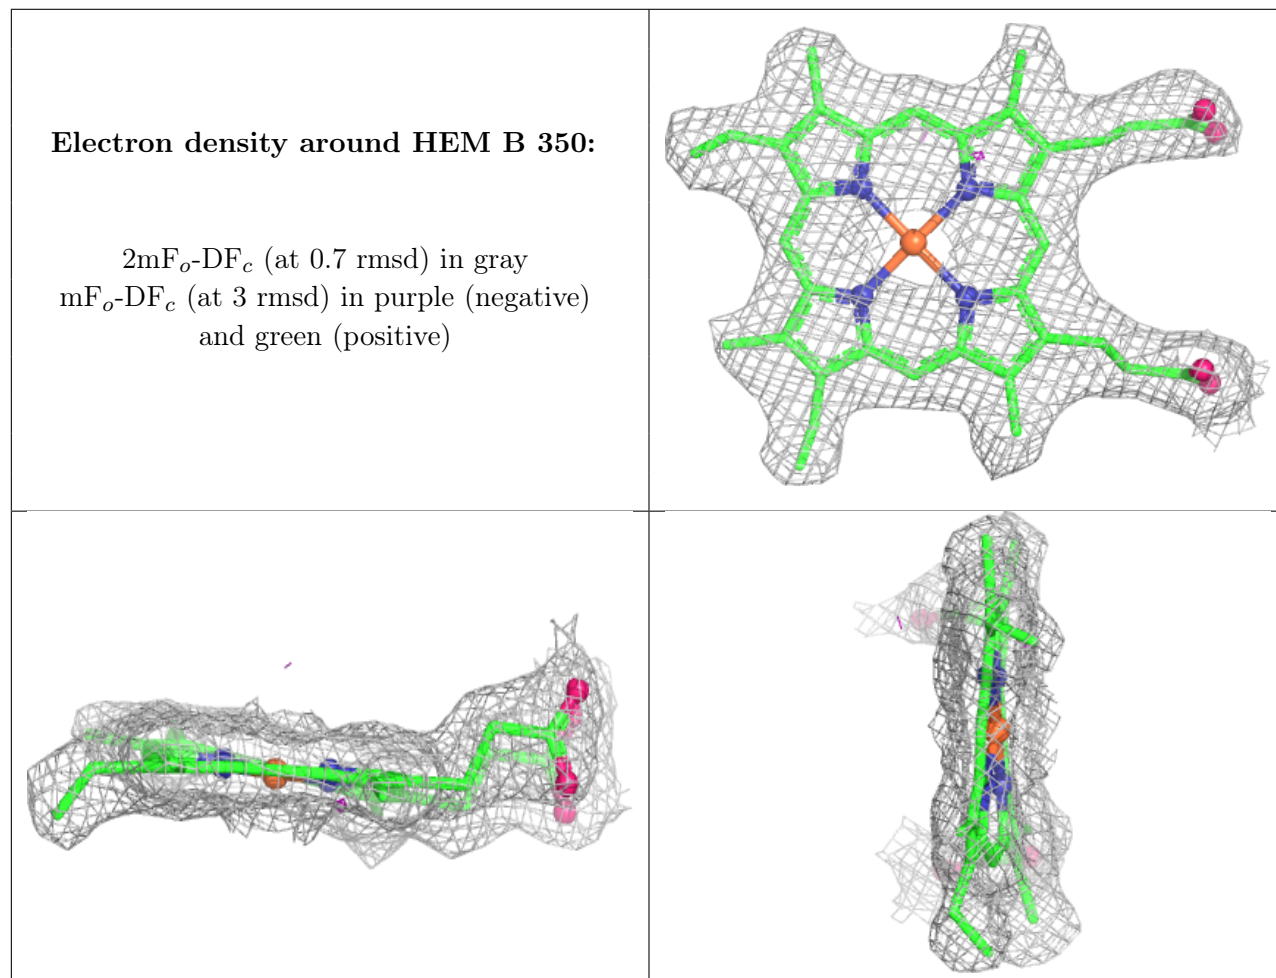 Electron density around HEM B 350:
2mFo-DFc (at 0.7 rmsd) in gray
mFo-DFc (at 3 rmsd) in purple (negative)
and green (positive)